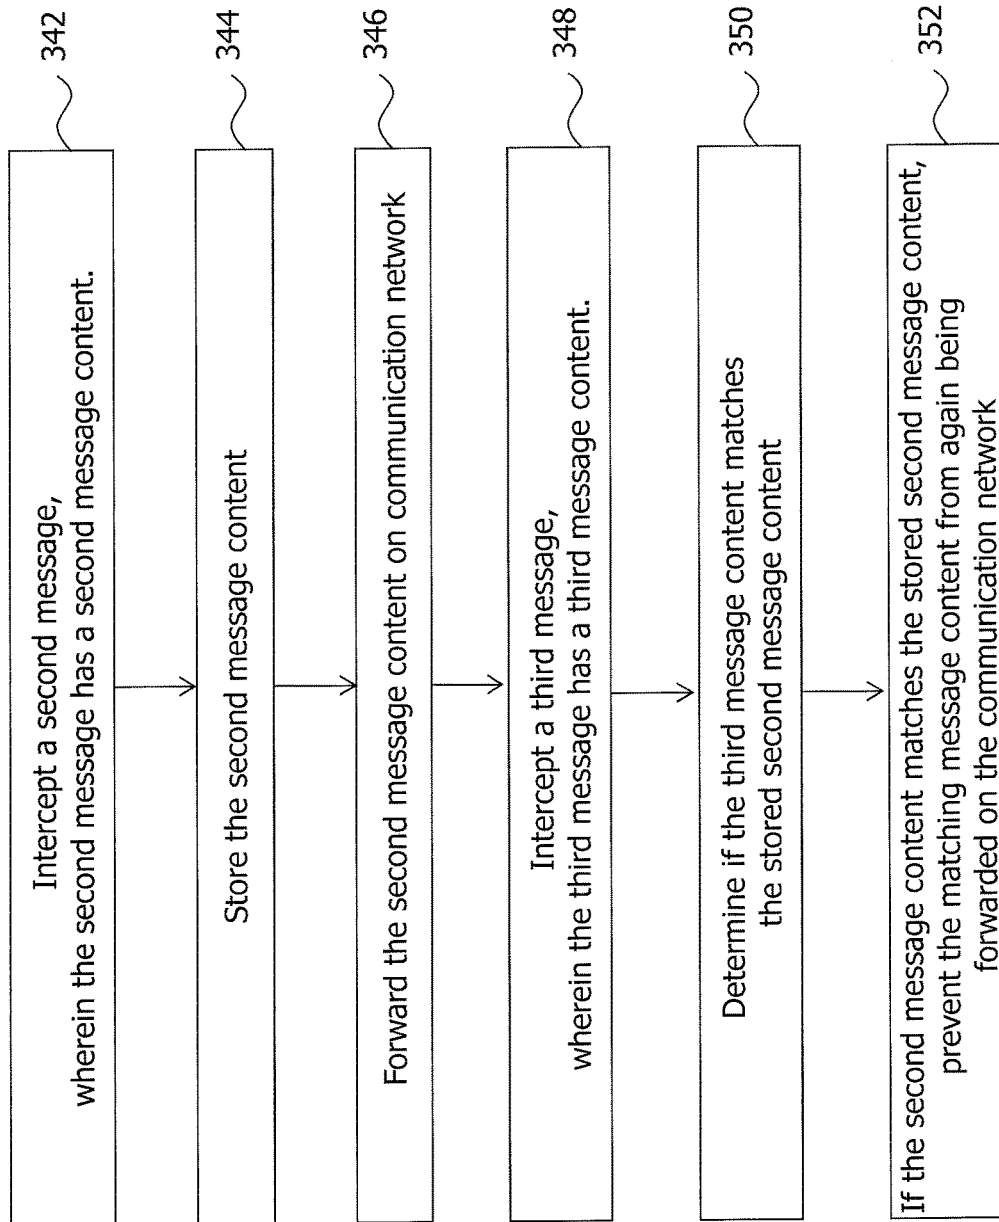 Intercept a second message,
wherein the second message has a second message content.
342
Store the second message content
344
Forward the second message content on communication network
346
Intercept a third message,
wherein the third message has a third message content.
348
Determine if the third message content matches
the stored second message content
350
If the second message content matches the stored second message content,
prevent the matching message content from again being
forwarded on the communication network
352